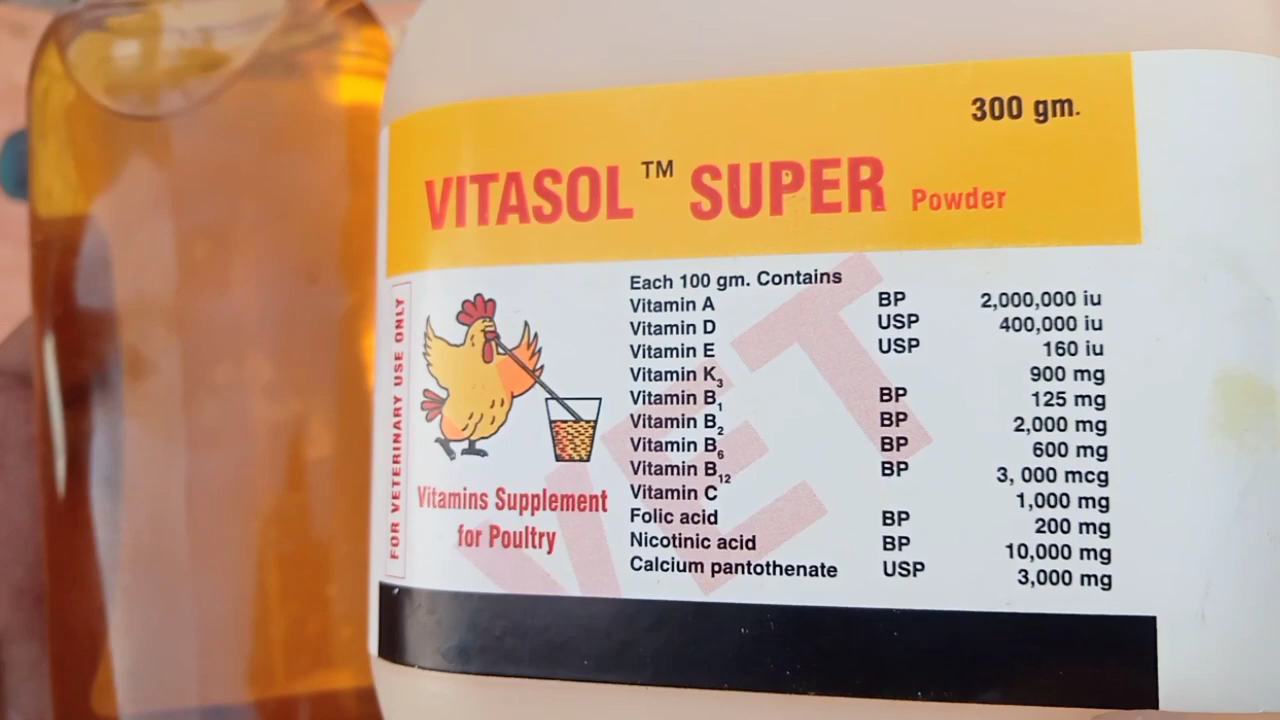 300 gm.
VITASOL™ SUPER Powder
FOR VETERINARY USE ONLY
Vitamins Supplement
for Poultry
Each 100 gm. Contains
Vitamin A BP 2,000,000 iu
Vitamin D USP 400,000 iu
Vitamin E USP 160 iu
Vitamin K₃ 900 mg
Vitamin B₁ BP 125 mg
Vitamin B₂ BP 2,000 mg
Vitamin B₆ BP 600 mg
Vitamin B₁₂ BP 3, 000 mcg
Vitamin C 1,000 mg
Folic acid BP 200 mg
Nicotinic acid BP 10,000 mg
Calcium pantothenate USP 3,000 mg
VET